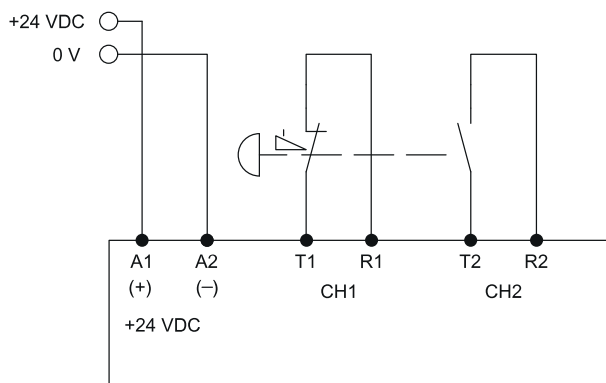 +24 VDC
0 V
A1 A2 T1 R1 T2 R2
(+) (–) CH1 CH2
+24 VDC